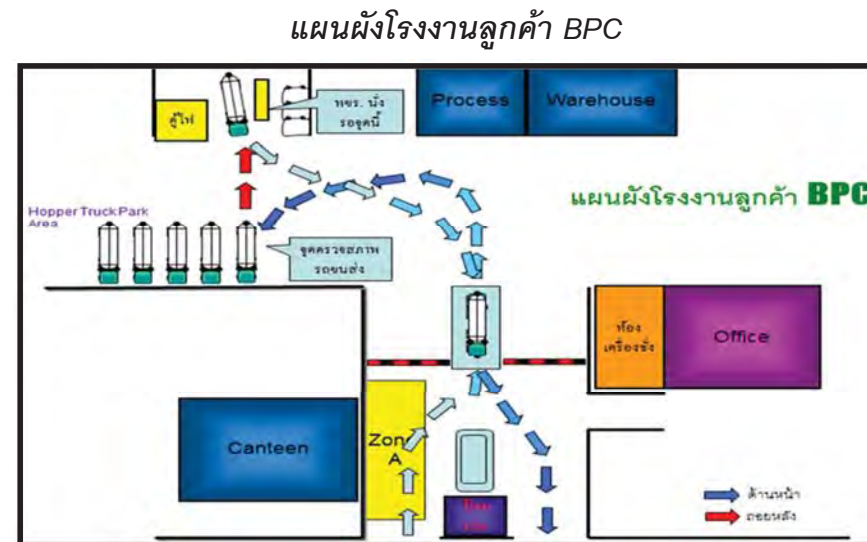 แผนผังโรงงานลูกค้า BPC
ตู้ไฟ
พขร. นั่ง
รอจุดนี้
Process
Warehouse
แผนผังโรงงานลูกค้า BPC
Hopper Truck Park
Area
จุดตรวจสภาพ
รถขนส่ง
ห้อง
เครื่องชั่ง
Office
Canteen
Zon
A
ด้านหน้า
ถอยหลัง